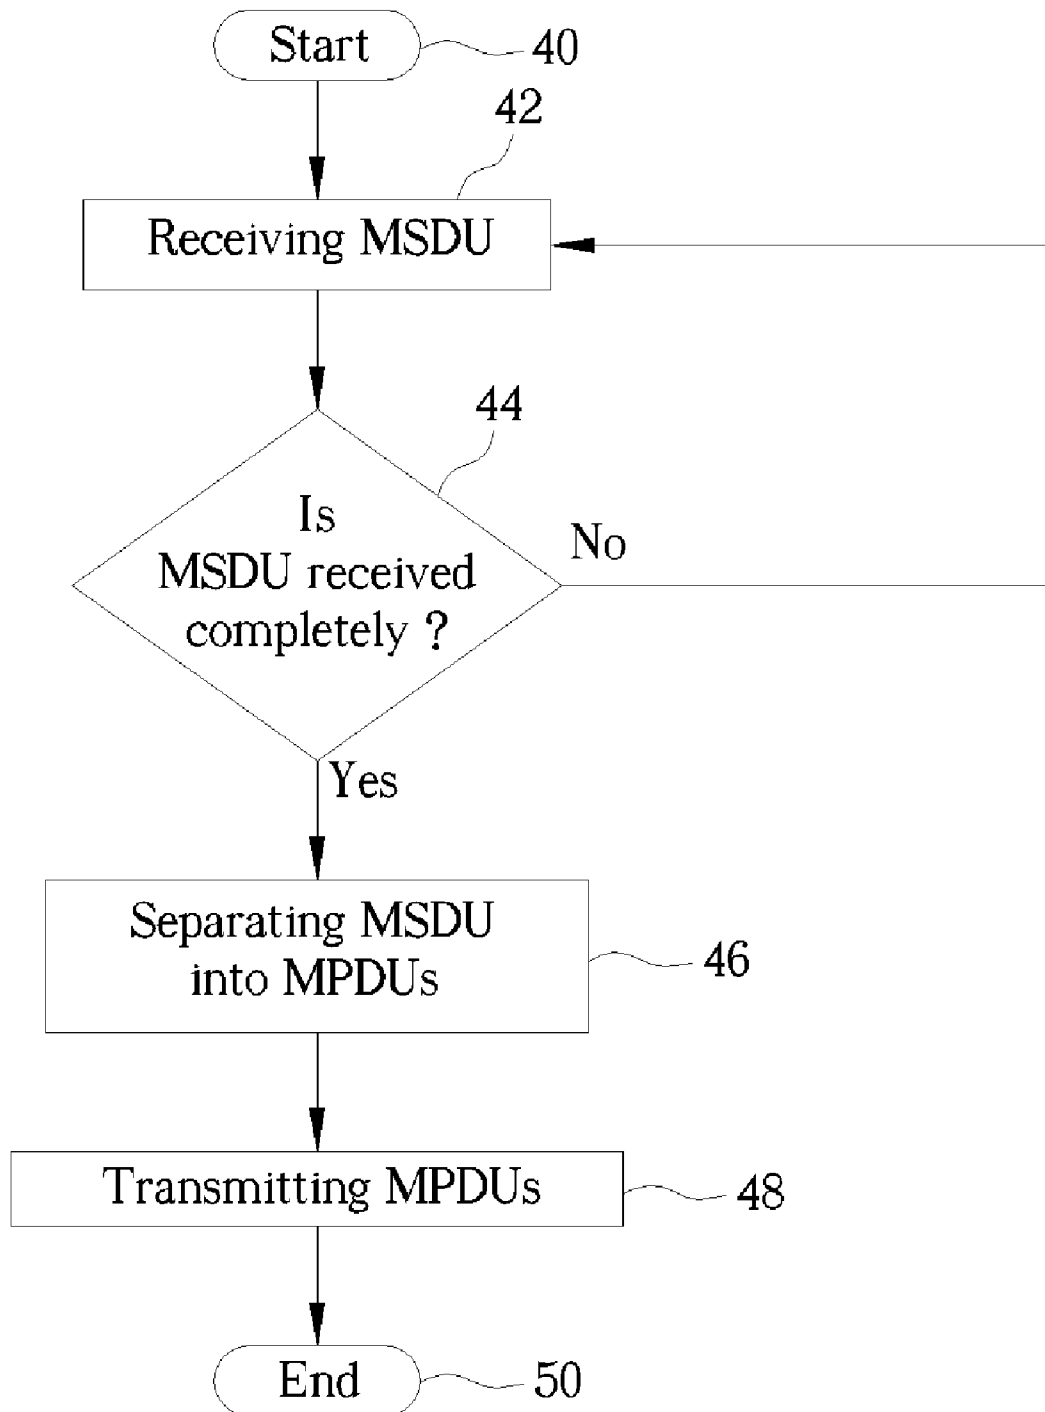 Start
40
42
Receiving MSDU
44
Is
MSDU received
completely ?
No
Yes
Separating MSDU
into MPDUs
46
Transmitting MPDUs
48
End
50